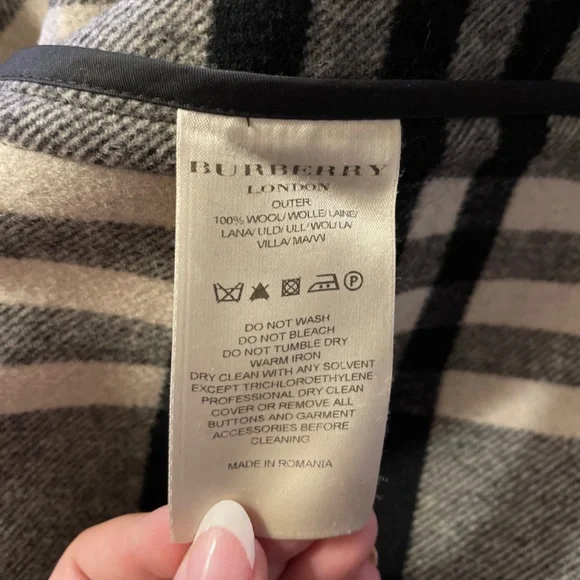 BURBERRY
LONDON
OUTER
100% WOOL/ WOLLE/ LAINE/
LANA/ ULD/ ULL/ WOL/ LA/
VILLA/ MAVVI
P
DO NOT WASH
DO NOT BLEACH
DO NOT TUMBLE DRY
WARM IRON
DRY CLEAN WITH ANY SOLVENT
EXCEPT TRICHLOROETHYLENE
PROFESSIONAL DRY CLEAN
COVER OR REMOVE ALL
BUTTONS AND GARMENT
ACCESSORIES BEFORE
CLEANING
MADE IN ROMANIA